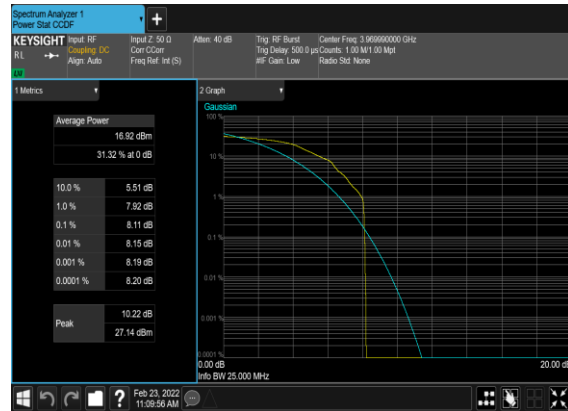 Spectrum Analyzer 1
Power Stat CCDF
KEYSIGHT
RL
Input: RF
Coupling: DC
Align: Auto
Input Z: 50 Ω
Corr CCorr
Freq Ref: Int (S)
Atten: 40 dB
Trig: RF Burst
Trig Delay: 500.0 µs
#IF Gain: Low
Center Freq: 3.969990000 GHz
Counts: 1.00 M/1.00 Mpt
Radio Std: None
1 Metrics
Average Power
16.92 dBm
31.32 % at 0 dB
10.0 % 5.51 dB
1.0 % 7.92 dB
0.1 % 8.11 dB
0.01 % 8.15 dB
0.001 % 8.19 dB
0.0001 % 8.20 dB
Peak
10.22 dB
27.14 dBm
2 Graph
Gaussian
100 %
10 %
1 %
0.1 %
0.01 %
0.001 %
0.0001 %
0.00 dB
20.00 dB
Info BW 25.000 MHz
Feb 23, 2022
11:09:56 AM